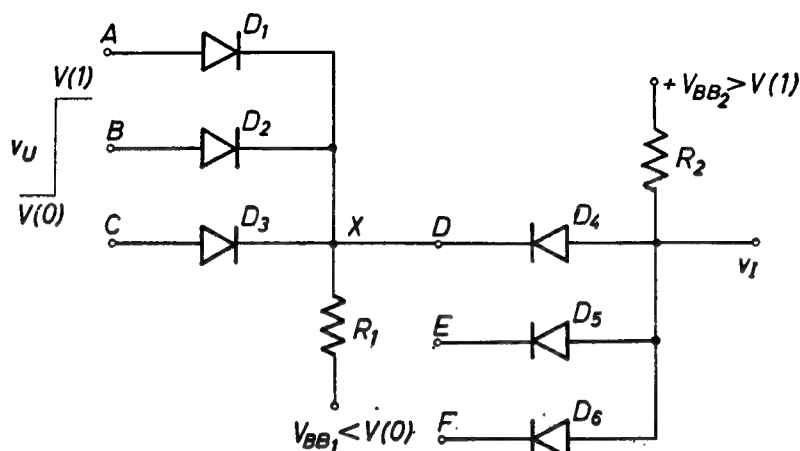 A
D1
V(1)
+VBB2>V(1)
B
D2
vU
R2
V(0)
C
D3
X
D
D4
vI
R1
E
D5
VBB1<V(0)
F
D6